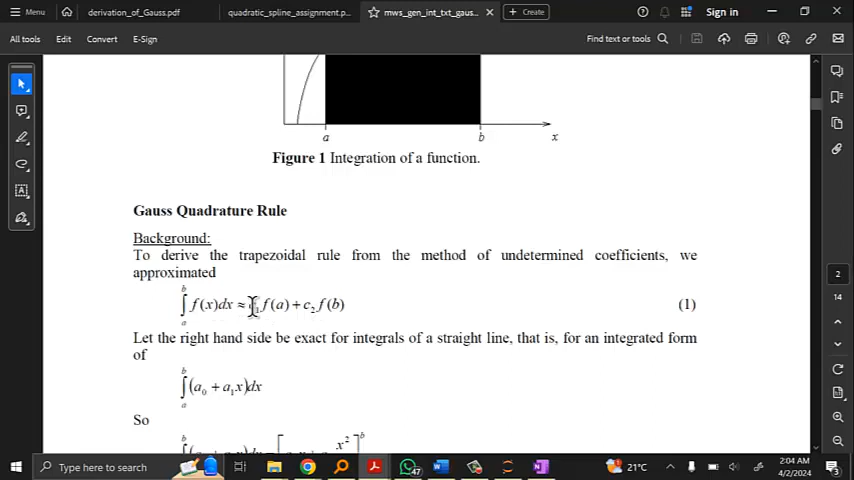 Menu
derivation_of_Gauss.pdf
quadratic_spline_assignment.p...
mws_gen_int_txt_gaus...
Create
Sign in
All tools
Edit
Convert
E-Sign
Find text or tools
a
b
x
Figure 1 Integration of a function.
Gauss Quadrature Rule
Background:
To derive the trapezoidal rule from the method of undetermined coefficients, we
approximated
∫_a^b f(x)dx ≈ c₁f(a) + c₂f(b) (1)
Let the right hand side be exact for integrals of a straight line, that is, for an integrated form
of
∫_a^b (a₀ + a₁x)dx
So
2
14
Type here to search
47
21°C
2:04 AM
4/2/2024
3